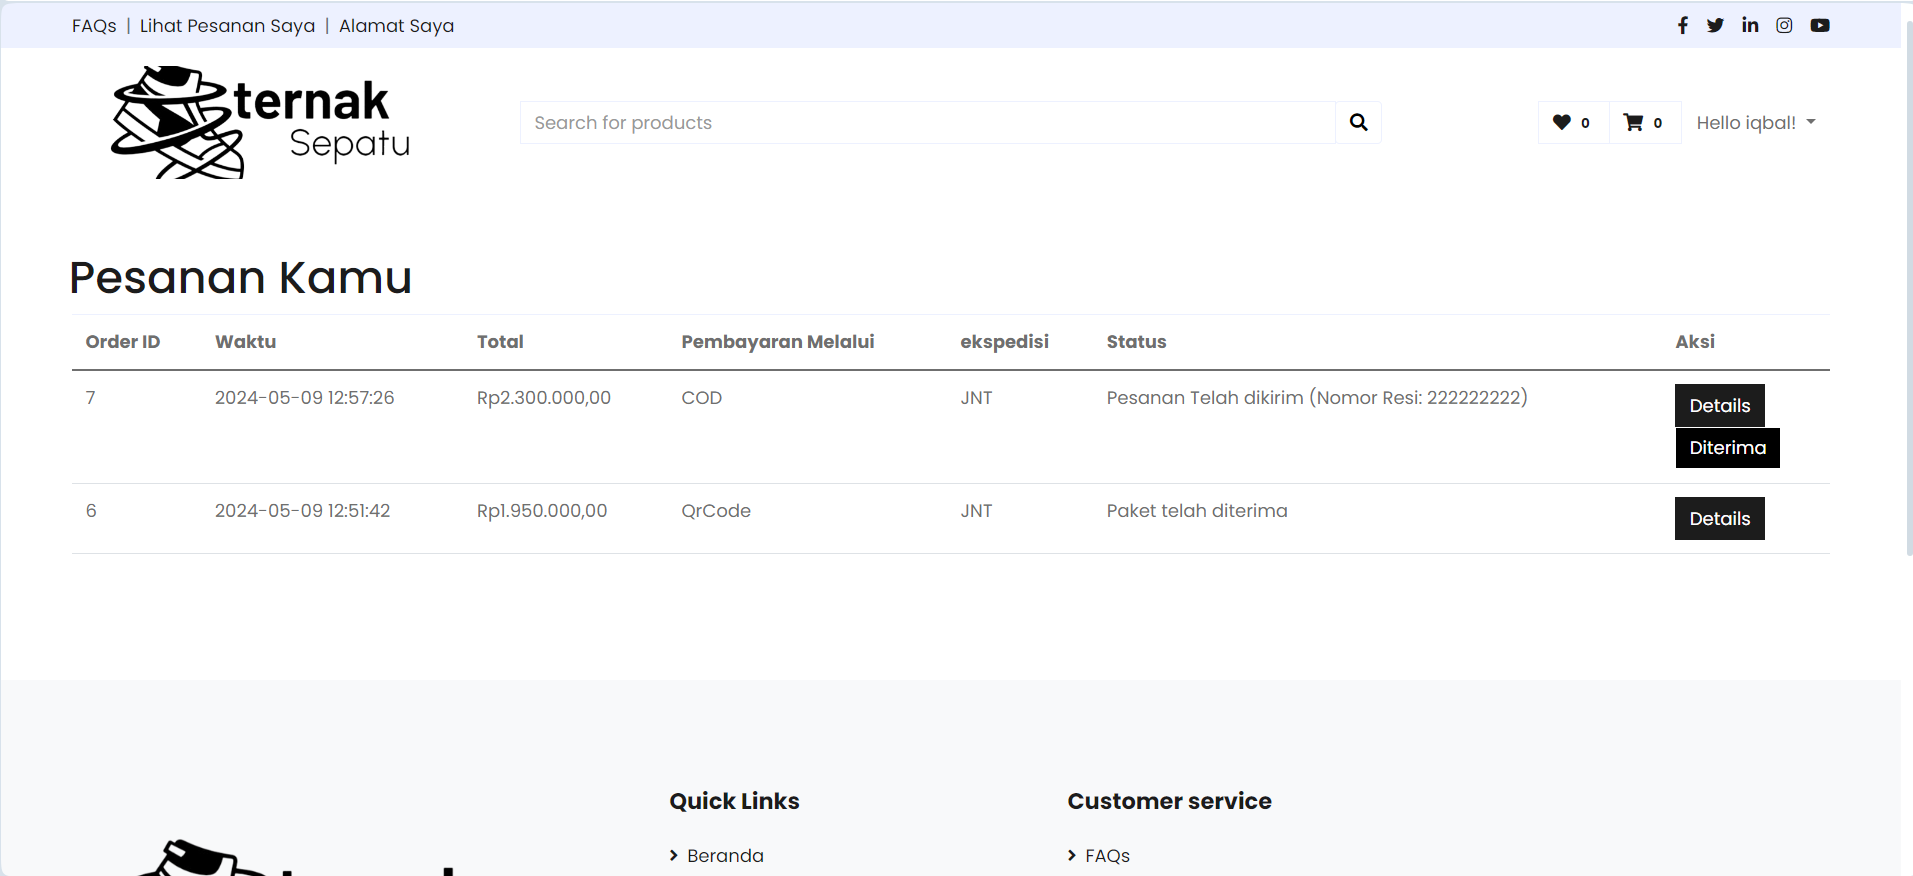 FAQs | Lihat Pesanan Saya | Alamat Saya
ternak
Sepatu
Search for products
0
0
Hello iqbal!
Pesanan Kamu
Order ID Waktu Total Pembayaran Melalui ekspedisi Status Aksi
7 2024-05-09 12:57:26 Rp2.300.000,00 COD JNT Pesanan Telah dikirim (Nomor Resi: 222222222) Details
Diterima
6 2024-05-09 12:51:42 Rp1.950.000,00 QrCode JNT Paket telah diterima Details
Quick Links
Customer service
Beranda
FAQs